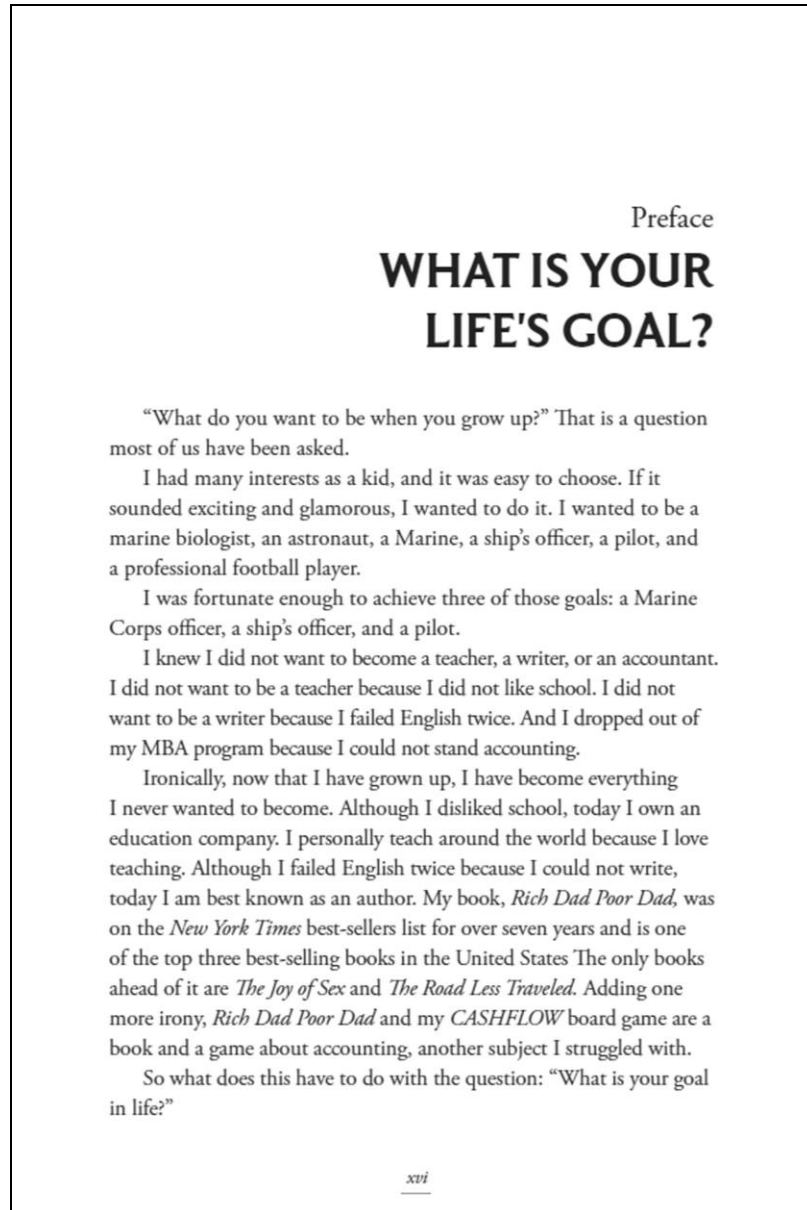 Preface
WHAT IS YOUR
LIFE'S GOAL?
“What do you want to be when you grow up?” That is a question
most of us have been asked.
I had many interests as a kid, and it was easy to choose. If it
sounded exciting and glamorous, I wanted to do it. I wanted to be a
marine biologist, an astronaut, a Marine, a ship’s officer, a pilot, and
a professional football player.
I was fortunate enough to achieve three of those goals: a Marine
Corps officer, a ship’s officer, and a pilot.
I knew I did not want to become a teacher, a writer, or an accountant.
I did not want to be a teacher because I did not like school. I did not
want to be a writer because I failed English twice. And I dropped out of
my MBA program because I could not stand accounting.
Ironically, now that I have grown up, I have become everything
I never wanted to become. Although I disliked school, today I own an
education company. I personally teach around the world because I love
teaching. Although I failed English twice because I could not write,
today I am best known as an author. My book, Rich Dad Poor Dad, was
on the New York Times best-sellers list for over seven years and is one
of the top three best-selling books in the United States The only books
ahead of it are The Joy of Sex and The Road Less Traveled. Adding one
more irony, Rich Dad Poor Dad and my CASHFLOW board game are a
book and a game about accounting, another subject I struggled with.
So what does this have to do with the question: “What is your goal
in life?”
xvi